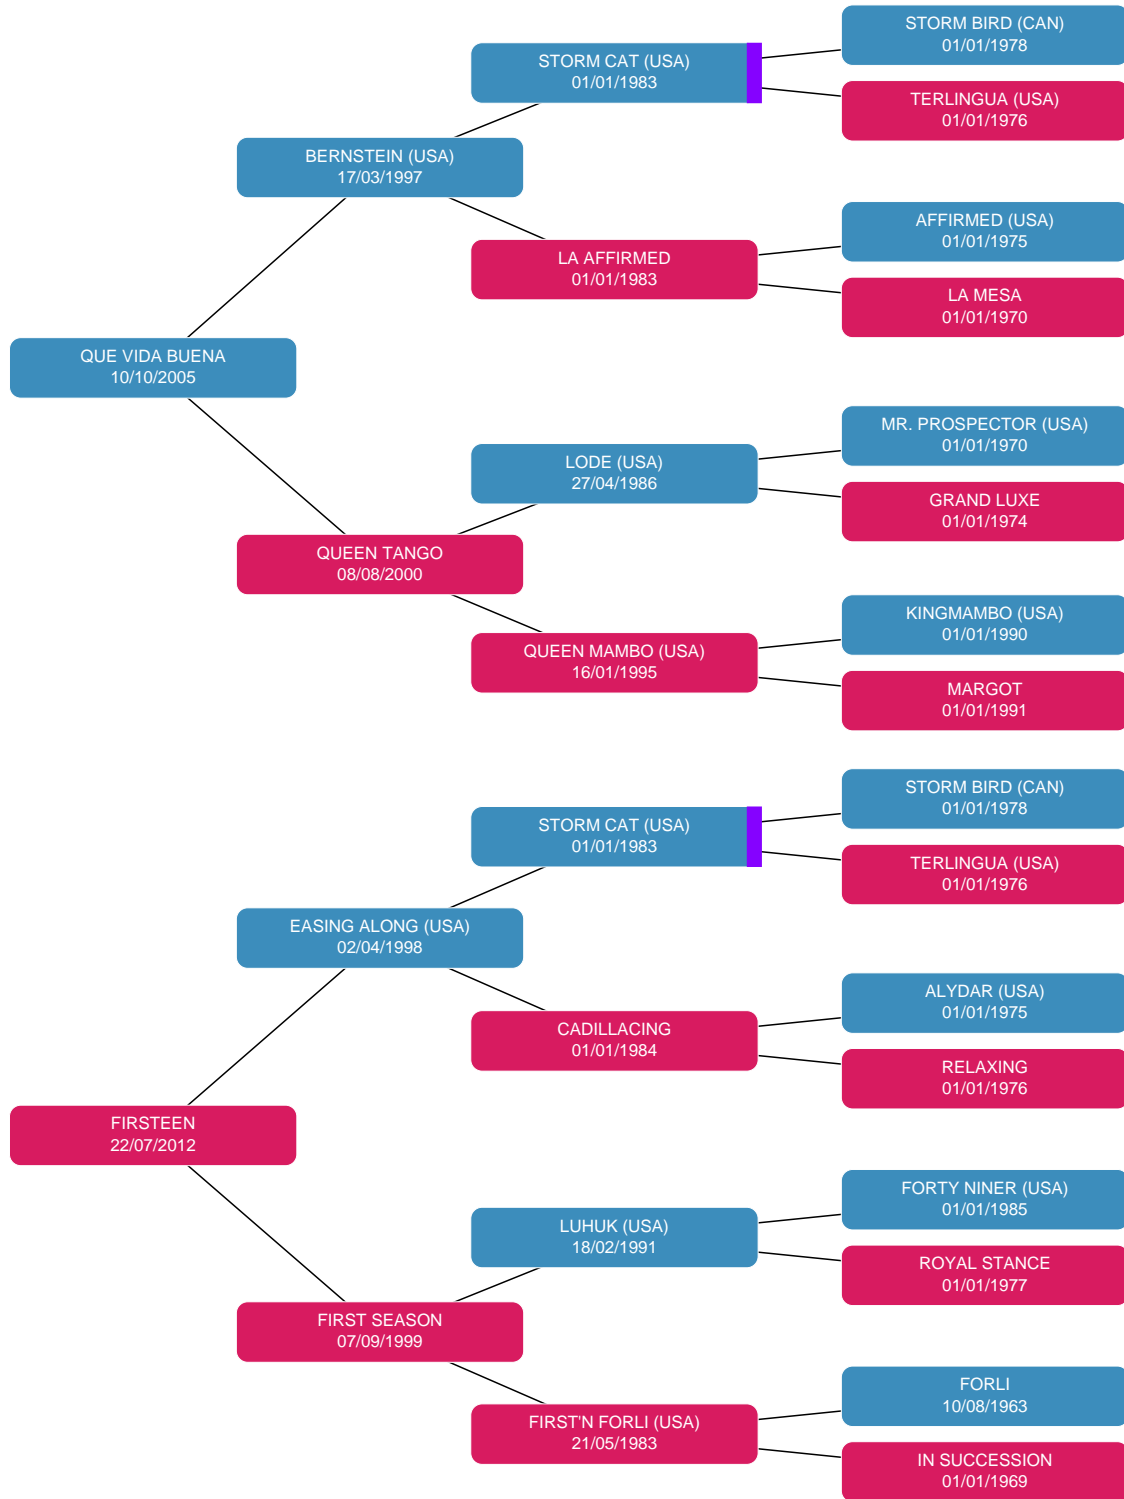 STORM BIRD (CAN)
01/01/1978
STORM CAT (USA)
01/01/1983
TERLINGUA (USA)
01/01/1976
BERNSTEIN (USA)
17/03/1997
AFFIRMED (USA)
01/01/1975
LA AFFIRMED
01/01/1983
LA MESA
01/01/1970
QUE VIDA BUENA
10/10/2005
MR. PROSPECTOR (USA)
01/01/1970
LODE (USA)
27/04/1986
GRAND LUXE
01/01/1974
QUEEN TANGO
08/08/2000
KINGMAMBO (USA)
01/01/1990
QUEEN MAMBO (USA)
16/01/1995
MARGOT
01/01/1991
STORM BIRD (CAN)
01/01/1978
STORM CAT (USA)
01/01/1983
TERLINGUA (USA)
01/01/1976
EASING ALONG (USA)
02/04/1998
ALYDAR (USA)
01/01/1975
CADILLACING
01/01/1984
RELAXING
01/01/1976
FIRSTEEN
22/07/2012
FORTY NINER (USA)
01/01/1985
LUHUK (USA)
18/02/1991
ROYAL STANCE
01/01/1977
FIRST SEASON
07/09/1999
FORLI
10/08/1963
FIRST'N FORLI (USA)
21/05/1983
IN SUCCESSION
01/01/1969